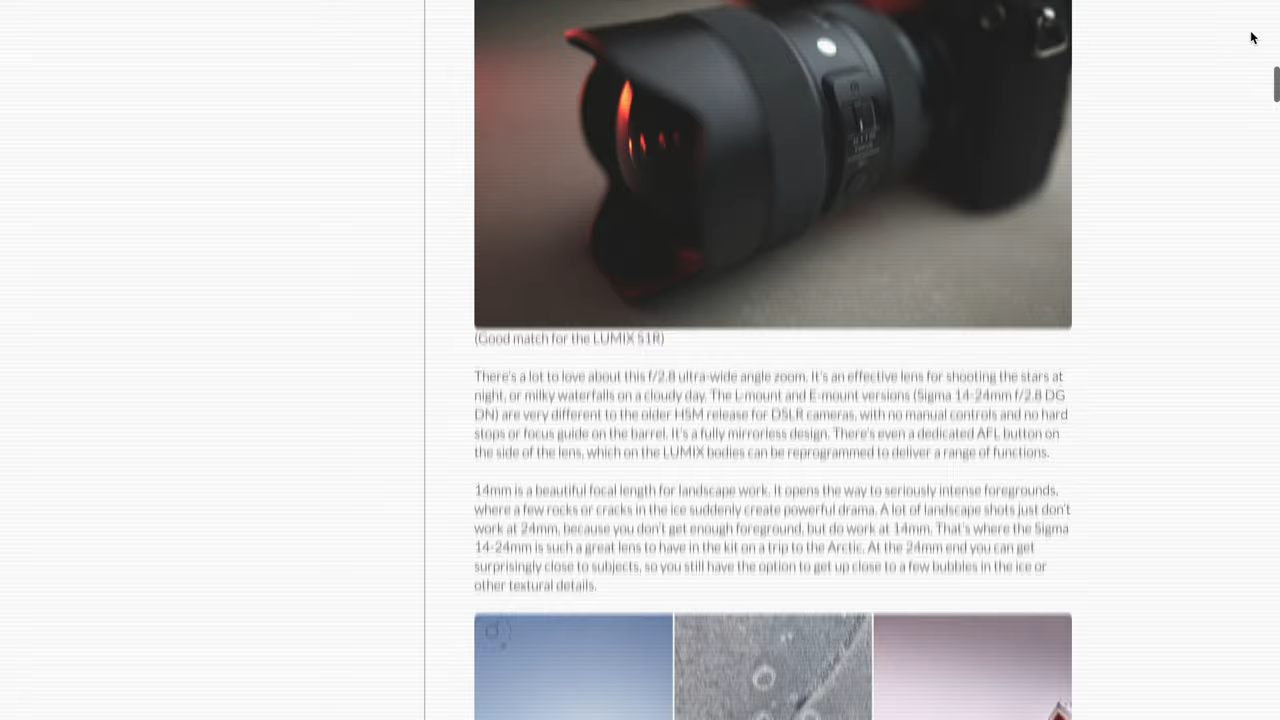 (Good match for the LUMIX S1R)
There's a lot to love about this f/2.8 ultra-wide angle zoom. It's an effective lens for shooting the stars at
night, or milky waterfalls on a cloudy day. The L-mount and E-mount versions (Sigma 14-24mm f/2.8 DG
DN) are very different to the older HSM release for DSLR cameras, with no manual controls and no hard
stops or focus guide on the barrel. It's a fully mirrorless design. There's even a dedicated AFL button on
the side of the lens, which on the LUMIX bodies can be reprogrammed to deliver a range of functions.
14mm is a beautiful focal length for landscape work. It opens the way to seriously intense foregrounds,
where a few rocks or cracks in the ice suddenly create powerful drama. A lot of landscape shots just don't
work at 24mm, because you don't get enough foreground, but do work at 14mm. That's where the Sigma
14-24mm is such a great lens to have in the kit on a trip to the Arctic. At the 24mm end you can get
surprisingly close to subjects, so you still have the option to get up close to a few bubbles in the ice or
other textural details.